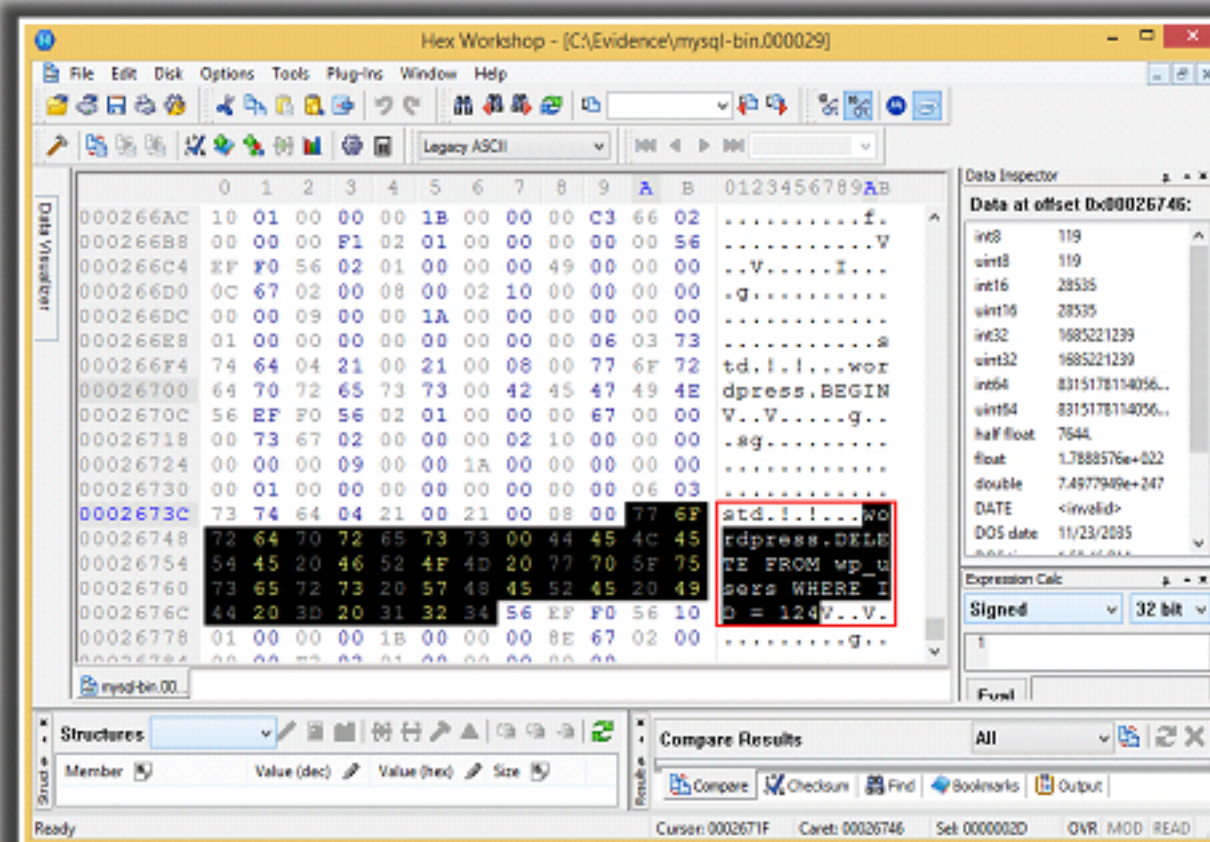 Hex Workshop - [C:\Evidence\mysql-bin.000029]
File Edit Disk Options Tools Plug-Ins Window Help
Legacy ASCII
Data Visualizer
0 1 2 3 4 5 6 7 8 9 A B 0123456789AB
000266AC 10 01 00 00 00 1B 00 00 00 C3 66 02 ..........f.
000266B8 00 00 00 F1 02 01 00 00 00 00 00 56 ...........V
000266C4 EF F0 56 02 01 00 00 00 49 00 00 00 ..V.....I...
000266D0 0C 67 02 00 08 00 02 10 00 00 00 00 .g..........
000266DC 00 00 09 00 00 1A 00 00 00 00 00 00 ............
000266E8 01 00 00 00 00 00 00 00 00 06 03 73 ...........s
000266F4 74 64 04 21 00 21 00 08 00 77 6F 72 td.!.!...wor
00026700 64 70 72 65 73 73 00 42 45 47 49 4E dpress.BEGIN
0002670C 56 EF F0 56 02 01 00 00 00 67 00 00 V..V.....g..
00026718 00 73 67 02 00 00 00 02 10 00 00 00 .sg.........
00026724 00 00 00 09 00 00 1A 00 00 00 00 00 ............
00026730 00 01 00 00 00 00 00 00 00 00 06 03 ............
0002673C 73 74 64 04 21 00 21 00 08 00 77 6F std.!.!...wo
00026748 72 64 70 72 65 73 73 00 44 45 4C 45 rdpress.DELE
00026754 54 45 20 46 52 4F 4D 20 77 70 5F 75 TE FROM wp_u
00026760 73 65 72 73 20 57 48 45 52 45 20 49 sers WHERE I
0002676C 44 20 3D 20 31 32 34 56 EF F0 56 10 D = 124V..V.
00026778 01 00 00 00 1B 00 00 00 8E 67 02 00 .........g..
mysql-bin.00...
Data Inspector
Data at offset 0x00026746:
int8 119
uint8 119
int16 28535
uint16 28535
int32 1685221239
uint32 1685221239
int64 8315178114056...
uint64 8315178114056...
half float 7644.
float 1.7888576e+022
double 7.4977949e+247
DATE <invalid>
DOS date 11/23/2035
Expression Calc
Signed 32 bit
1
Eval
Structures
Member Value (dec) Value (hex) Size
Compare Results All
Results
Compare Checksum Find Bookmarks Output
Ready Cursor: 0002671F Caret: 00026746 Sel: 0000002D OVR MOD READ